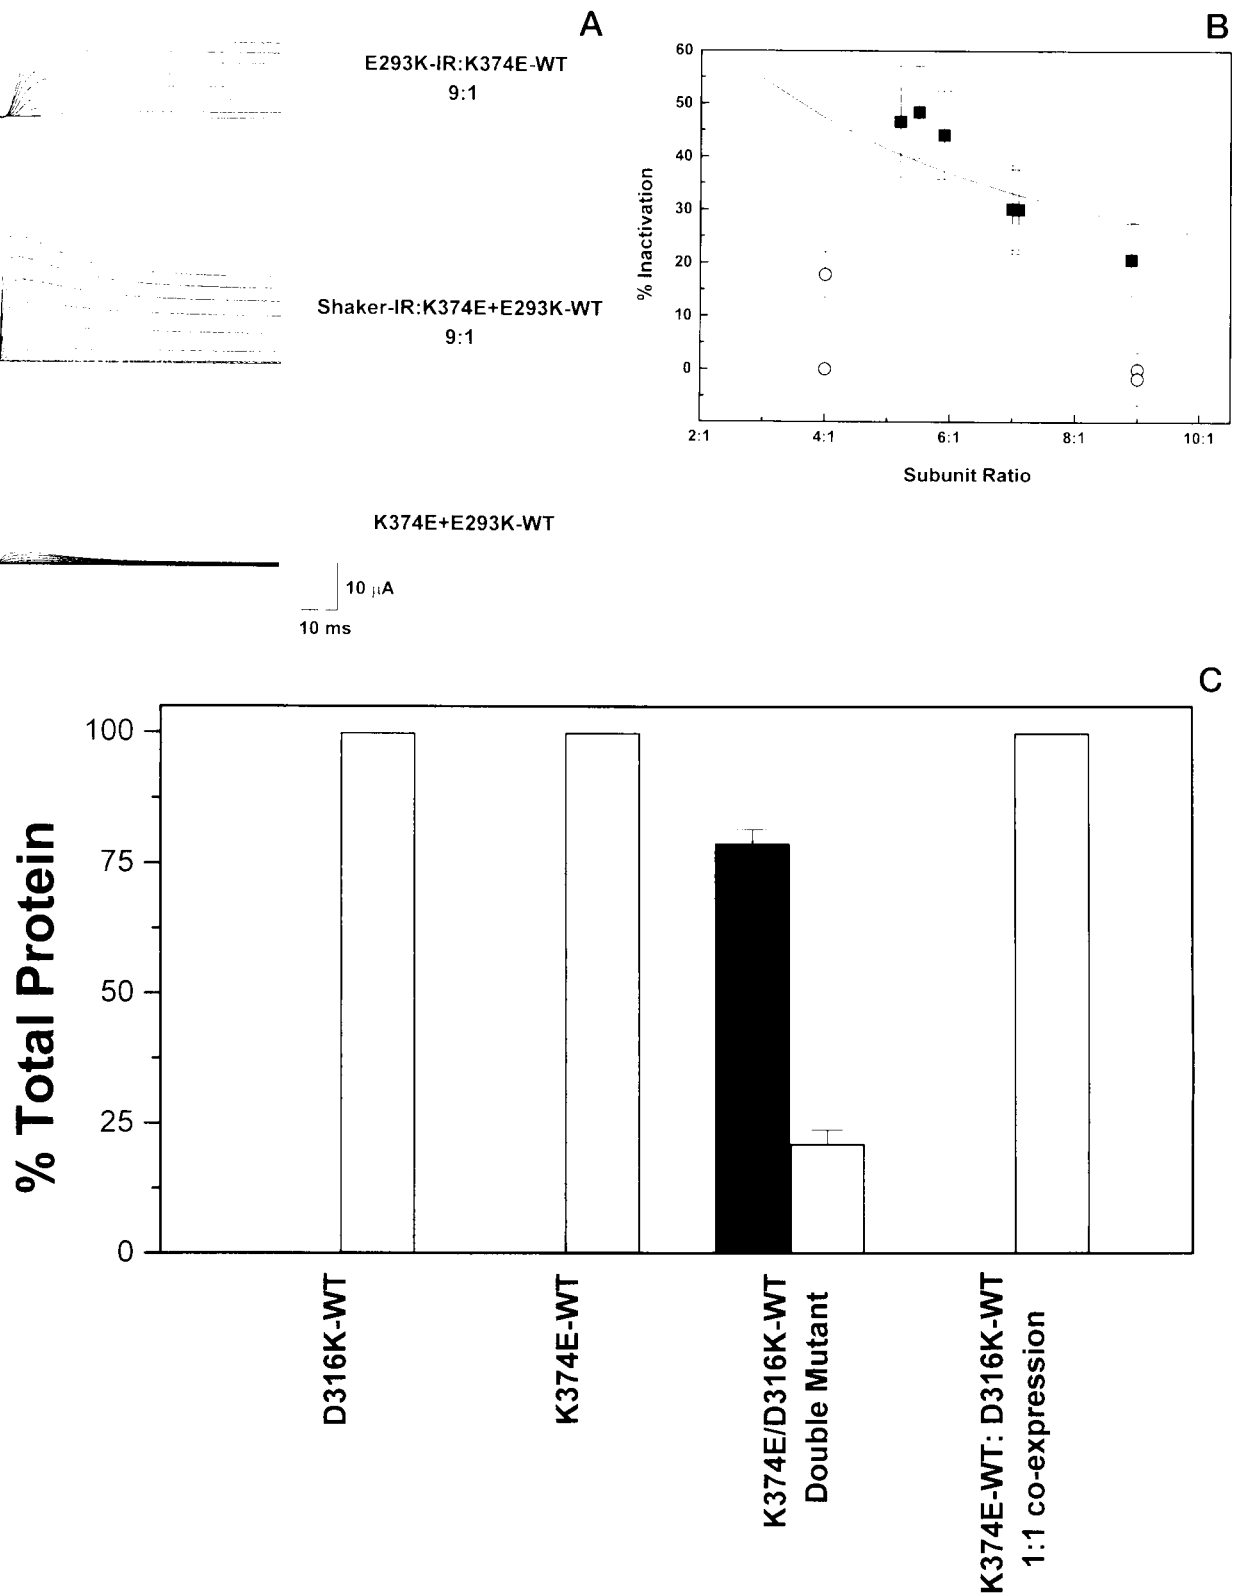 A
E293K-IR:K374E-WT
9:1
Shaker-IR:K374E+E293K-WT
9:1
K374E+E293K-WT
10 µA
10 ms
B
% Inactivation
60
50
40
30
20
10
0
2:1
4:1
6:1
8:1
10:1
Subunit Ratio
C
% Total Protein
100
75
50
25
0
D316K-WT
K374E-WT
K374E/D316K-WT
Double Mutant
K374E-WT: D316K-WT
1:1 co-expression